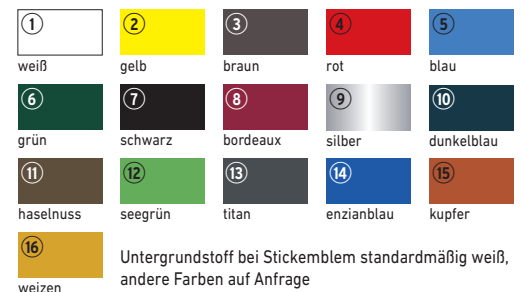 ① ② ③ ④ ⑤
weiß gelb braun rot blau
⑥ ⑦ ⑧ ⑨ ⑩
grün schwarz bordeaux silber dunkelblau
⑪ ⑫ ⑬ ⑭ ⑮
haselnuss seegrün titan enzianblau kupfer
⑯
weizen
Untergrundstoff bei Stickemblem standardmäßig weiß,
andere Farben auf Anfrage